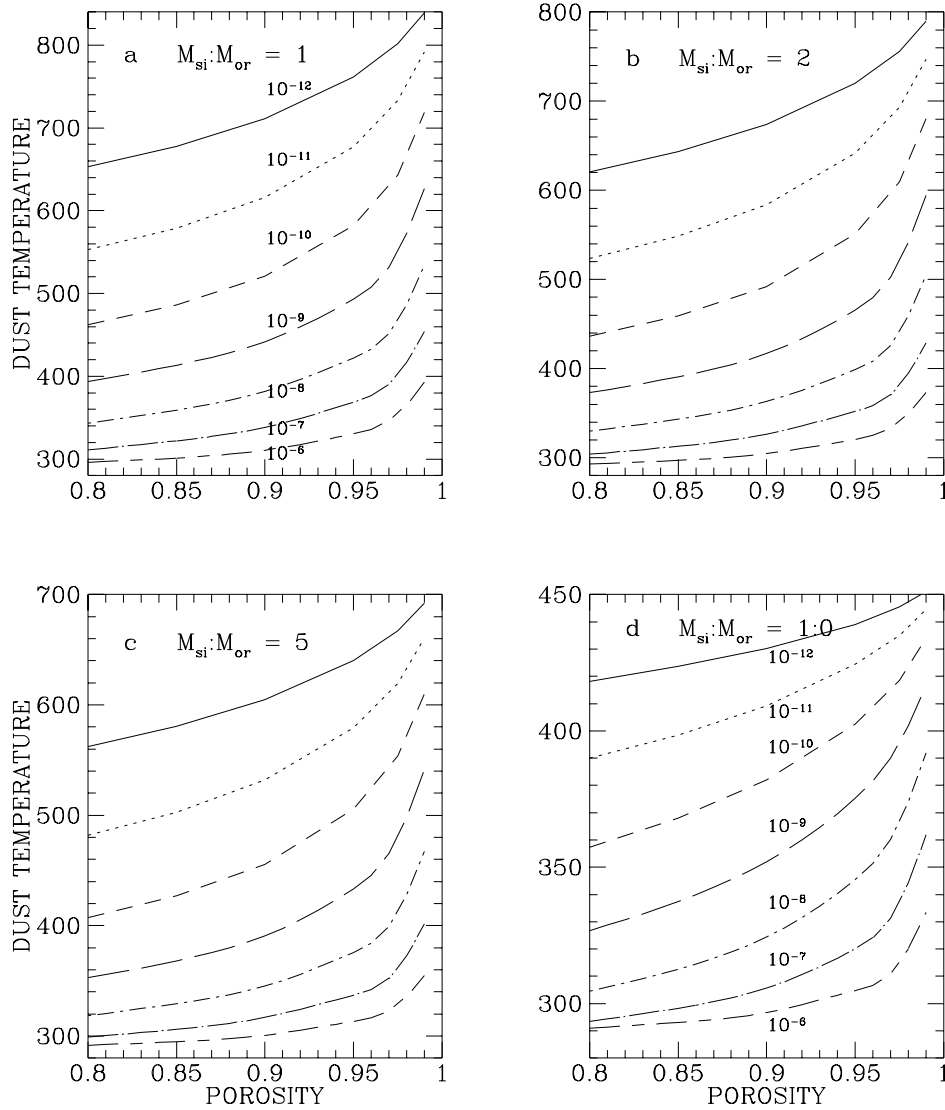 a M_si:M_or = 1
10⁻¹²
10⁻¹¹
10⁻¹⁰
10⁻⁹
10⁻⁸
10⁻⁷
10⁻⁶
800
700
600
500
400
300
0.8 0.85 0.9 0.95 1
DUST TEMPERATURE
b M_si:M_or = 2
800
700
600
500
400
300
0.8 0.85 0.9 0.95 1
c M_si:M_or = 5
700
600
500
400
300
0.8 0.85 0.9 0.95 1
DUST TEMPERATURE
POROSITY
d M_si:M_or = 1:0
10⁻¹²
10⁻¹¹
10⁻¹⁰
10⁻⁹
10⁻⁸
10⁻⁷
10⁻⁶
450
400
350
300
0.8 0.85 0.9 0.95 1
POROSITY